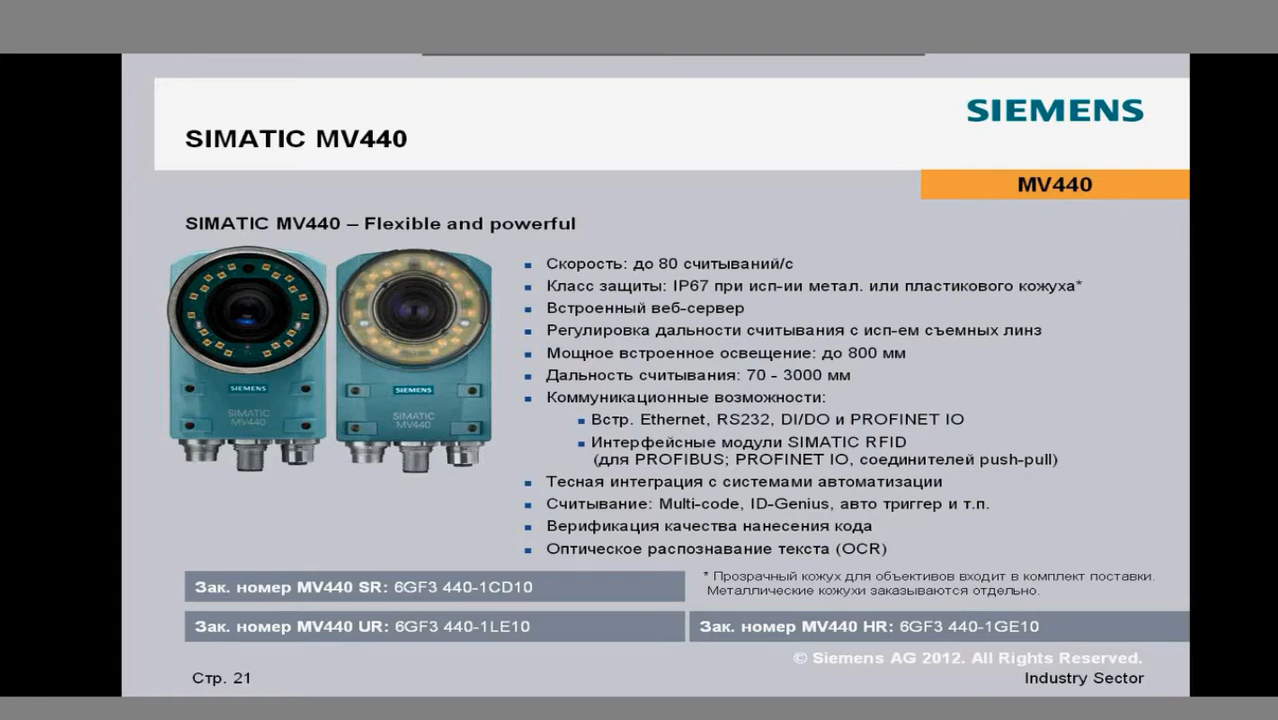 SIEMENS
SIMATIC MV440
MV440
SIMATIC MV440 – Flexible and powerful
SIEMENS
SIMATIC
MV440
SIEMENS
SIMATIC
MV440
Скорость: до 80 считываний/с
Класс защиты: IP67 при исп-ии метал. или пластикового кожуха*
Встроенный веб-сервер
Регулировка дальности считывания с исп-ем съемных линз
Мощное встроенное освещение: до 800 мм
Дальность считывания: 70 - 3000 мм
Коммуникационные возможности:
Встр. Ethernet, RS232, DI/DO и PROFINET IO
Интерфейсные модули SIMATIC RFID
(для PROFIBUS; PROFINET IO, соединителей push-pull)
Тесная интеграция с системами автоматизации
Считывание: Multi-code, ID-Genius, авто триггер и т.п.
Верификация качества нанесения кода
Оптическое распознавание текста (OCR)
Зак. номер MV440 SR: 6GF3 440-1CD10
* Прозрачный кожух для объективов входит в комплект поставки.
Металлические кожухи заказываются отдельно.
Зак. номер MV440 UR: 6GF3 440-1LE10
Зак. номер MV440 HR: 6GF3 440-1GE10
© Siemens AG 2012. All Rights Reserved.
Стр. 21
Industry Sector